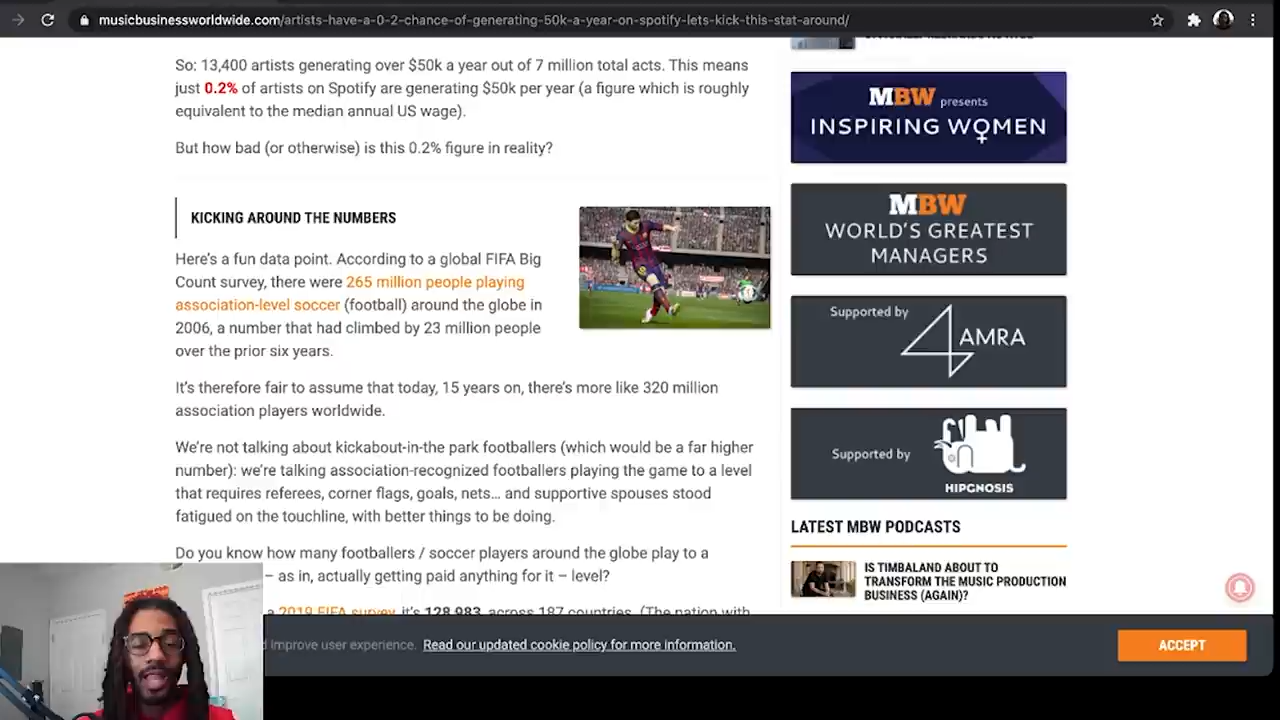 musicbusinessworldwide.com/artists-have-a-0-2-chance-of-generating-50k-a-year-on-spotify-lets-kick-this-stat-around/
So: 13,400 artists generating over $50k a year out of 7 million total acts. This means
just 0.2% of artists on Spotify are generating $50k per year (a figure which is roughly
equivalent to the median annual US wage).
But how bad (or otherwise) is this 0.2% figure in reality?
KICKING AROUND THE NUMBERS
Here's a fun data point. According to a global FIFA Big
Count survey, there were 265 million people playing
association-level soccer (football) around the globe in
2006, a number that had climbed by 23 million people
over the prior six years.
It's therefore fair to assume that today, 15 years on, there's more like 320 million
association players worldwide.
We're not talking about kickabout-in-the park footballers (which would be a far higher
number): we're talking association-recognized footballers playing the game to a level
that requires referees, corner flags, goals, nets... and supportive spouses stood
fatigued on the touchline, with better things to be doing.
Do you know how many footballers / soccer players around the globe play to a
– as in, actually getting paid anything for it – level?
a 2019 FIFA survey, it's 128,983, across 187 countries. (The nation with
MBW presents
INSPIRING WOMEN
MBW
WORLD'S GREATEST
MANAGERS
Supported by
AMRA
Supported by
HIPGNOSIS
LATEST MBW PODCASTS
IS TIMBALAND ABOUT TO
TRANSFORM THE MUSIC PRODUCTION
BUSINESS (AGAIN)?
improve user experience. Read our updated cookie policy for more information.
ACCEPT